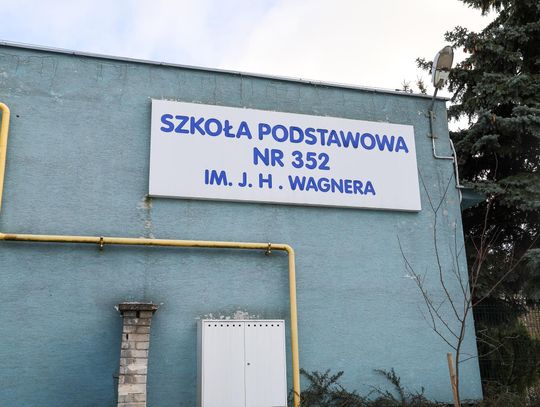 SZKOŁA PODSTAWOWA
NR 352
IM. J. H. WAGNERA